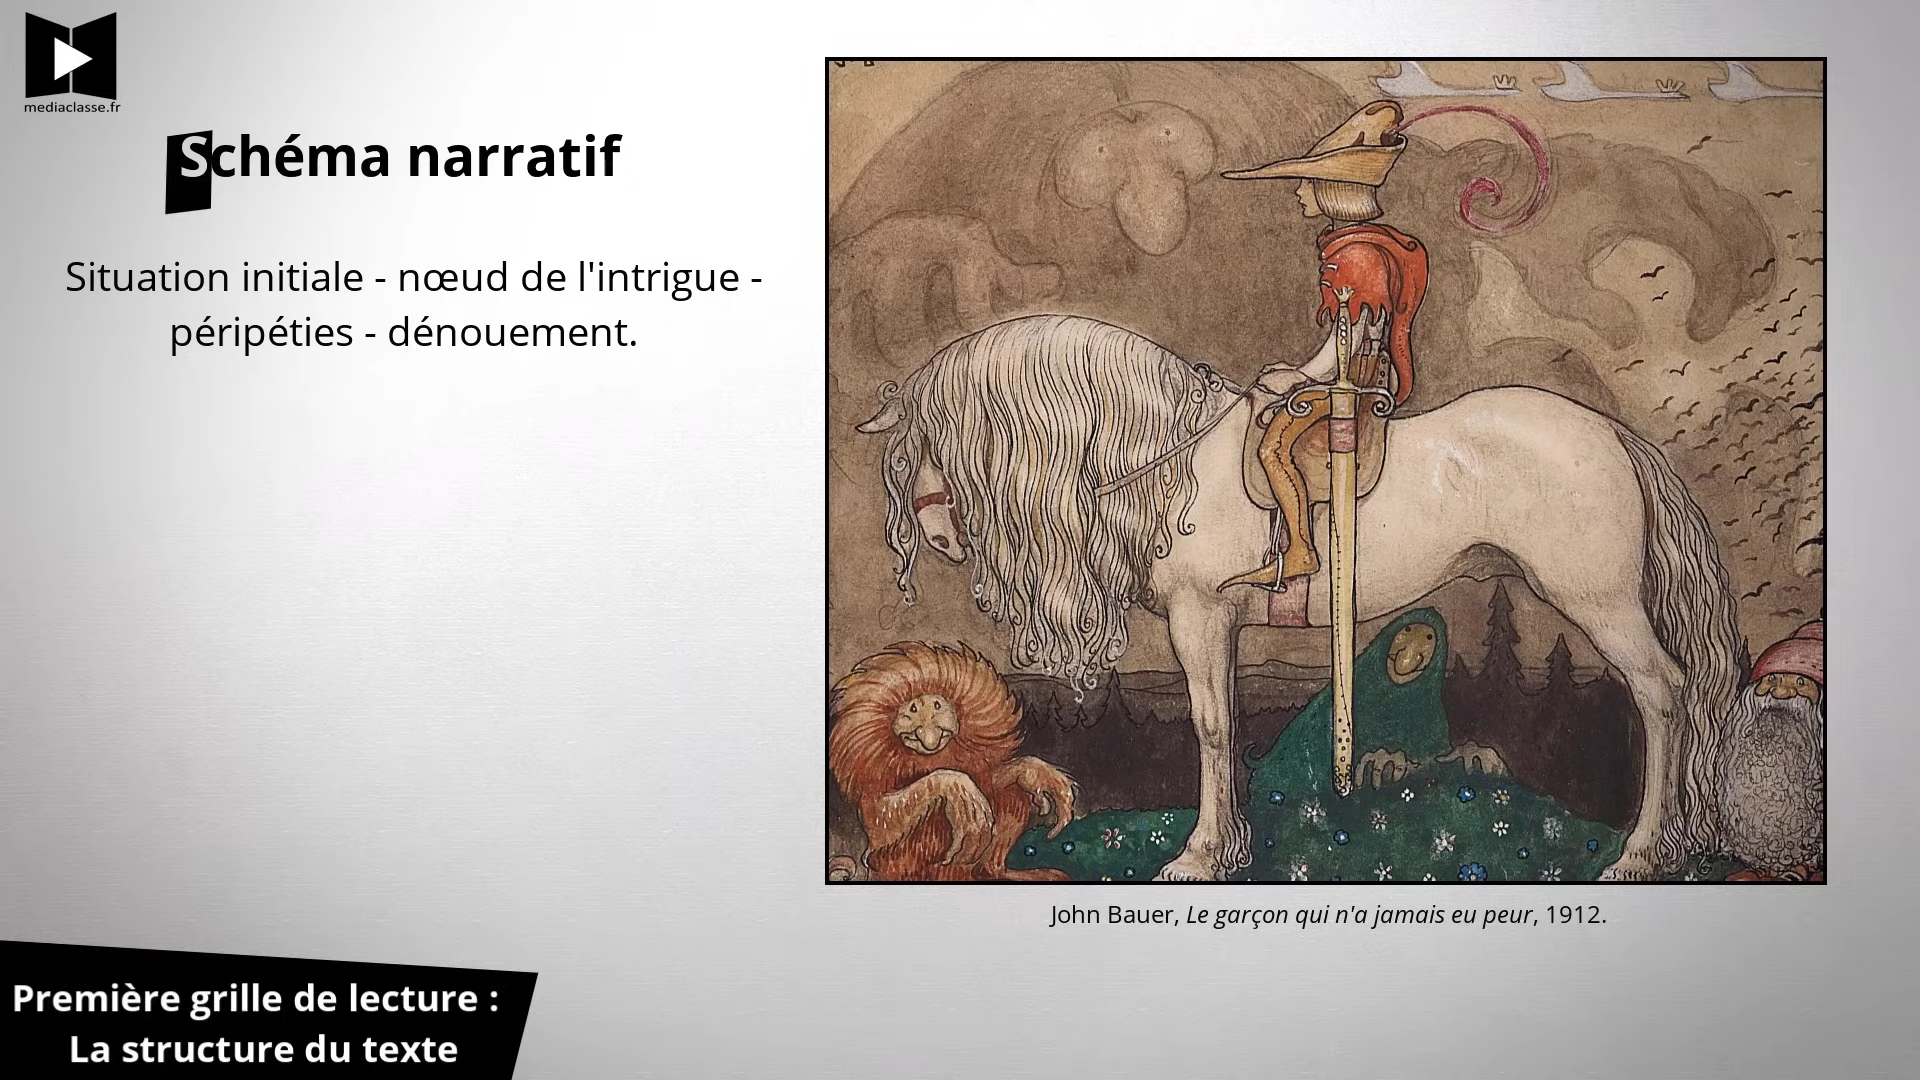 mediaclasse.fr
Schéma narratif
Situation initiale - nœud de l'intrigue -
péripéties - dénouement.
John Bauer, Le garçon qui n'a jamais eu peur, 1912.
Première grille de lecture :
La structure du texte